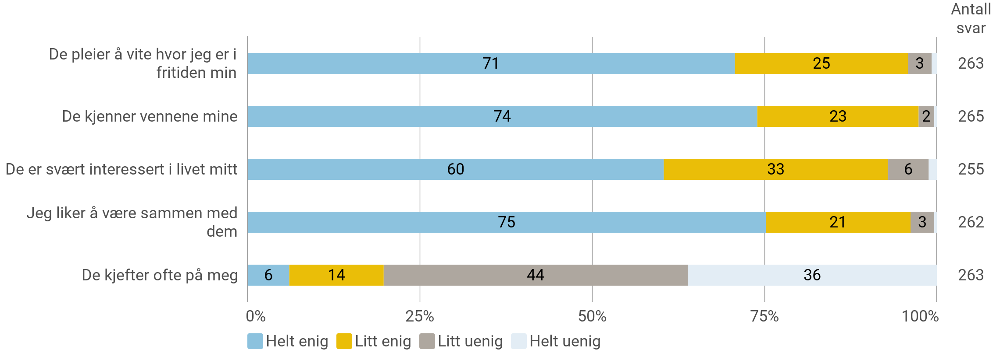 Antall
svar
De pleier å vite hvor jeg er i
fritiden min
71 25 3 263
De kjenner vennene mine 74 23 2 265
De er svært interessert i livet mitt 60 33 6 255
Jeg liker å være sammen med
dem
75 21 3 262
De kjefter ofte på meg 6 14 44 36 263
0% 25% 50% 75% 100%
Helt enig Litt enig Litt uenig Helt uenig